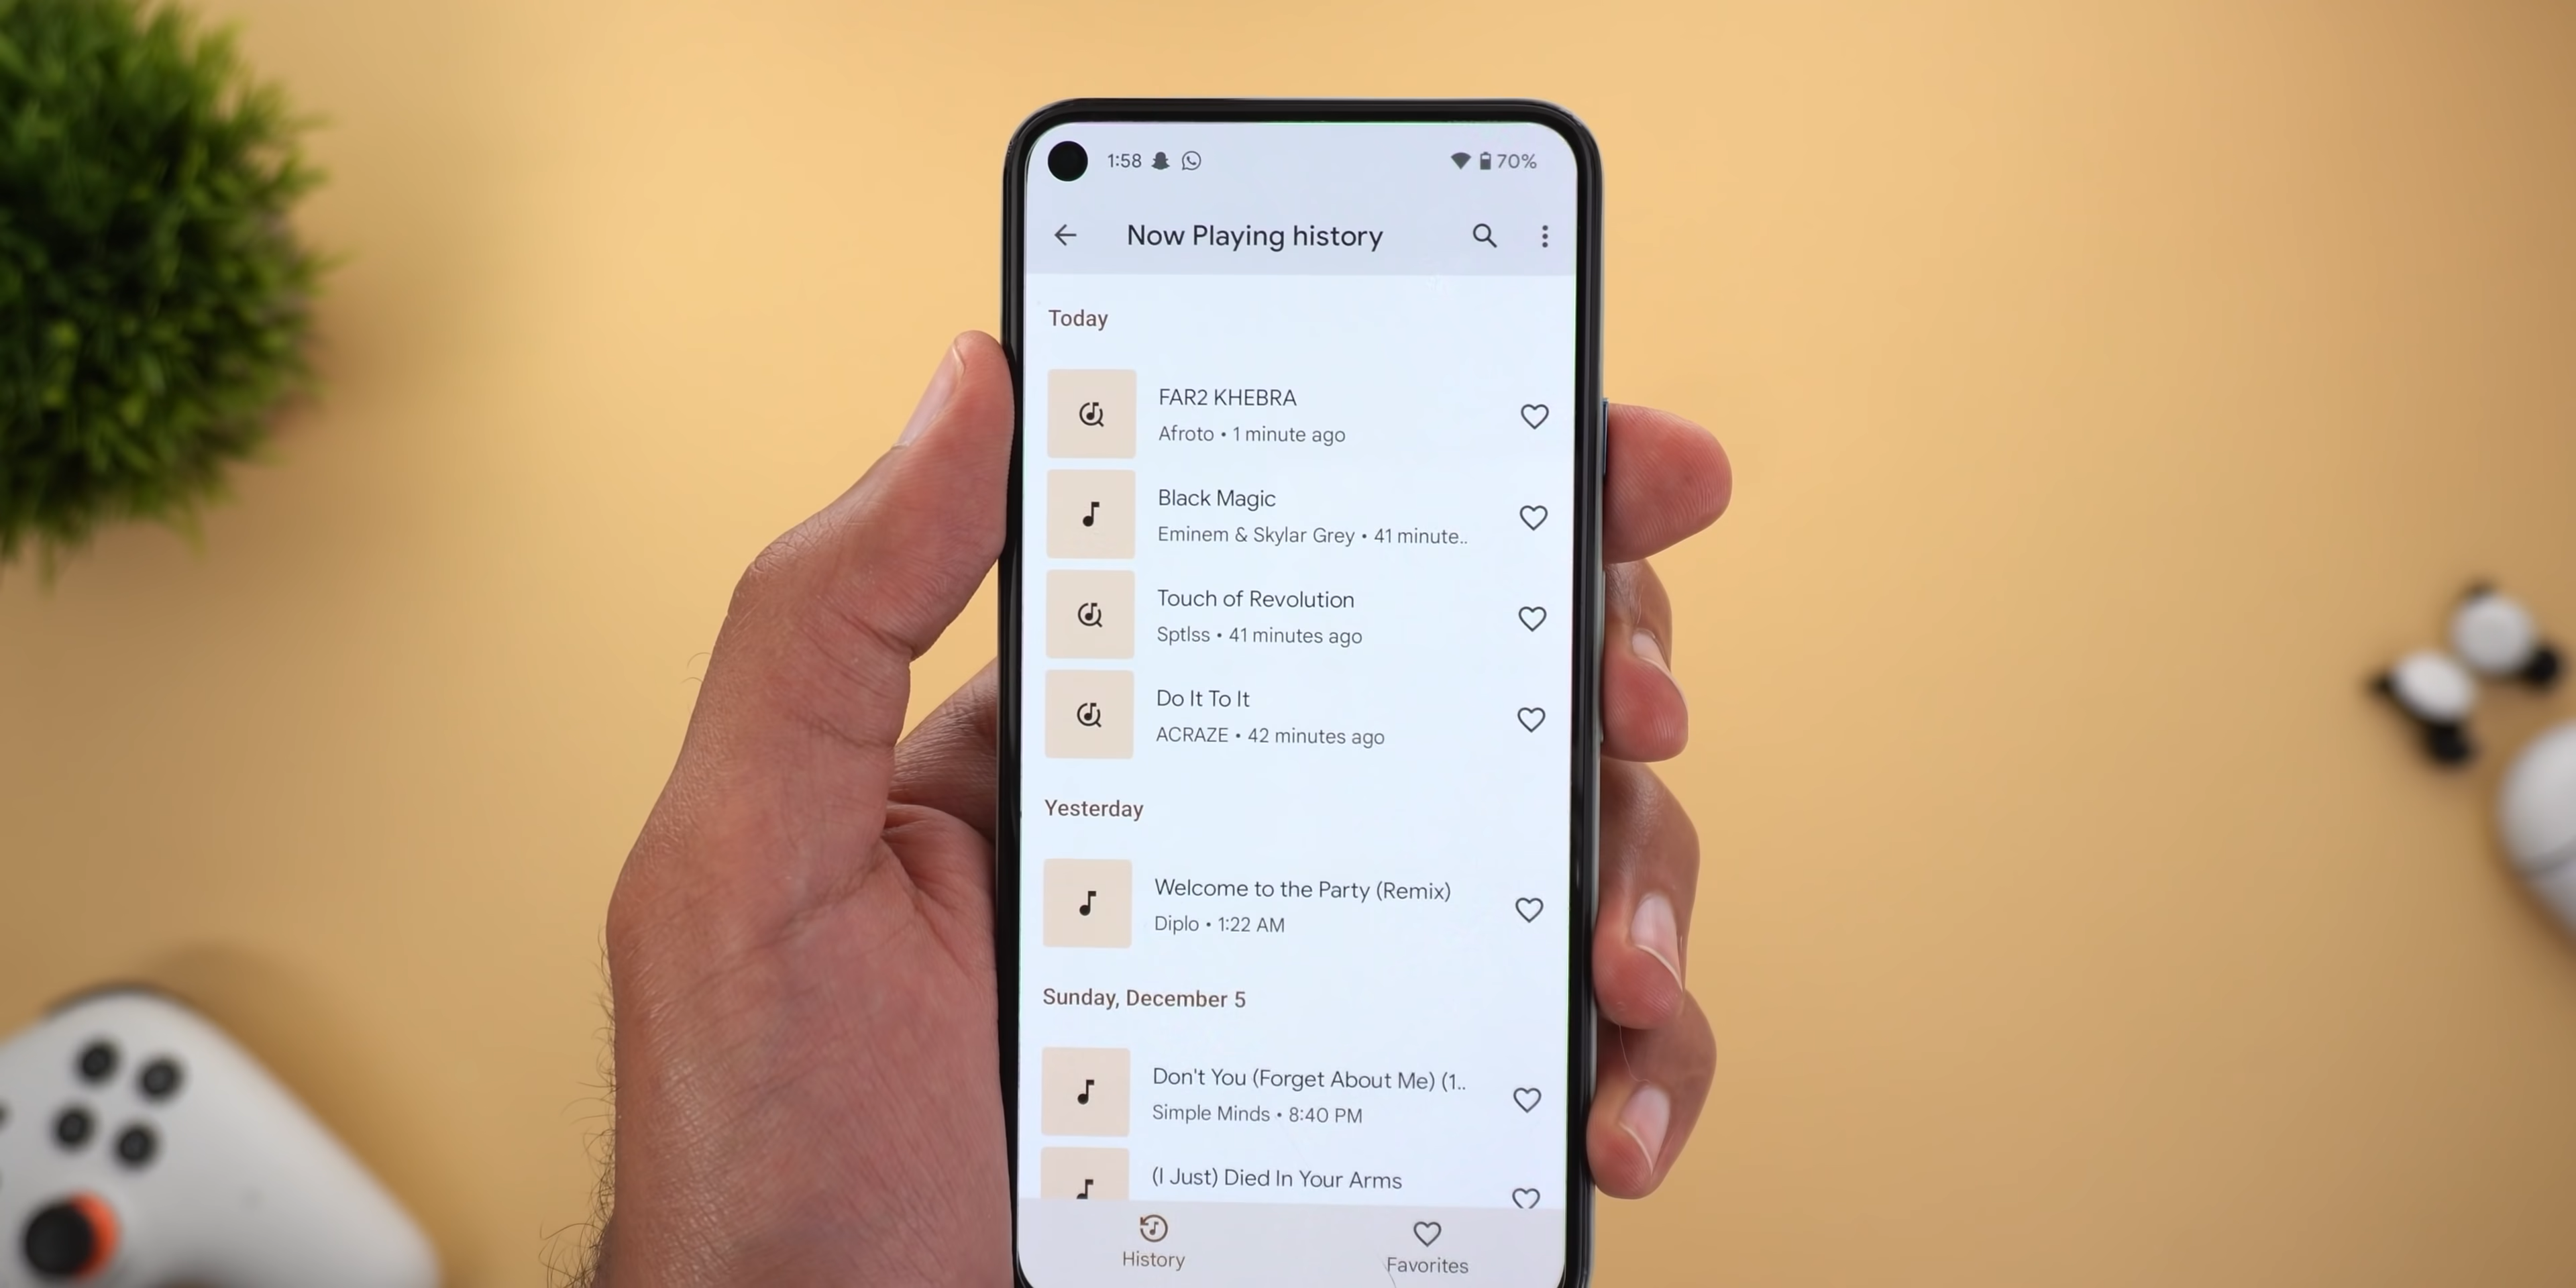 1:58 70%
Now Playing history
Today
FAR2 KHEBRA
Afroto • 1 minute ago
Black Magic
Eminem & Skylar Grey • 41 minute..
Touch of Revolution
Sptlss • 41 minutes ago
Do It To It
ACRAZE • 42 minutes ago
Yesterday
Welcome to the Party (Remix)
Diplo • 1:22 AM
Sunday, December 5
Don't You (Forget About Me) (1..
Simple Minds • 8:40 PM
(I Just) Died In Your Arms
History Favorites